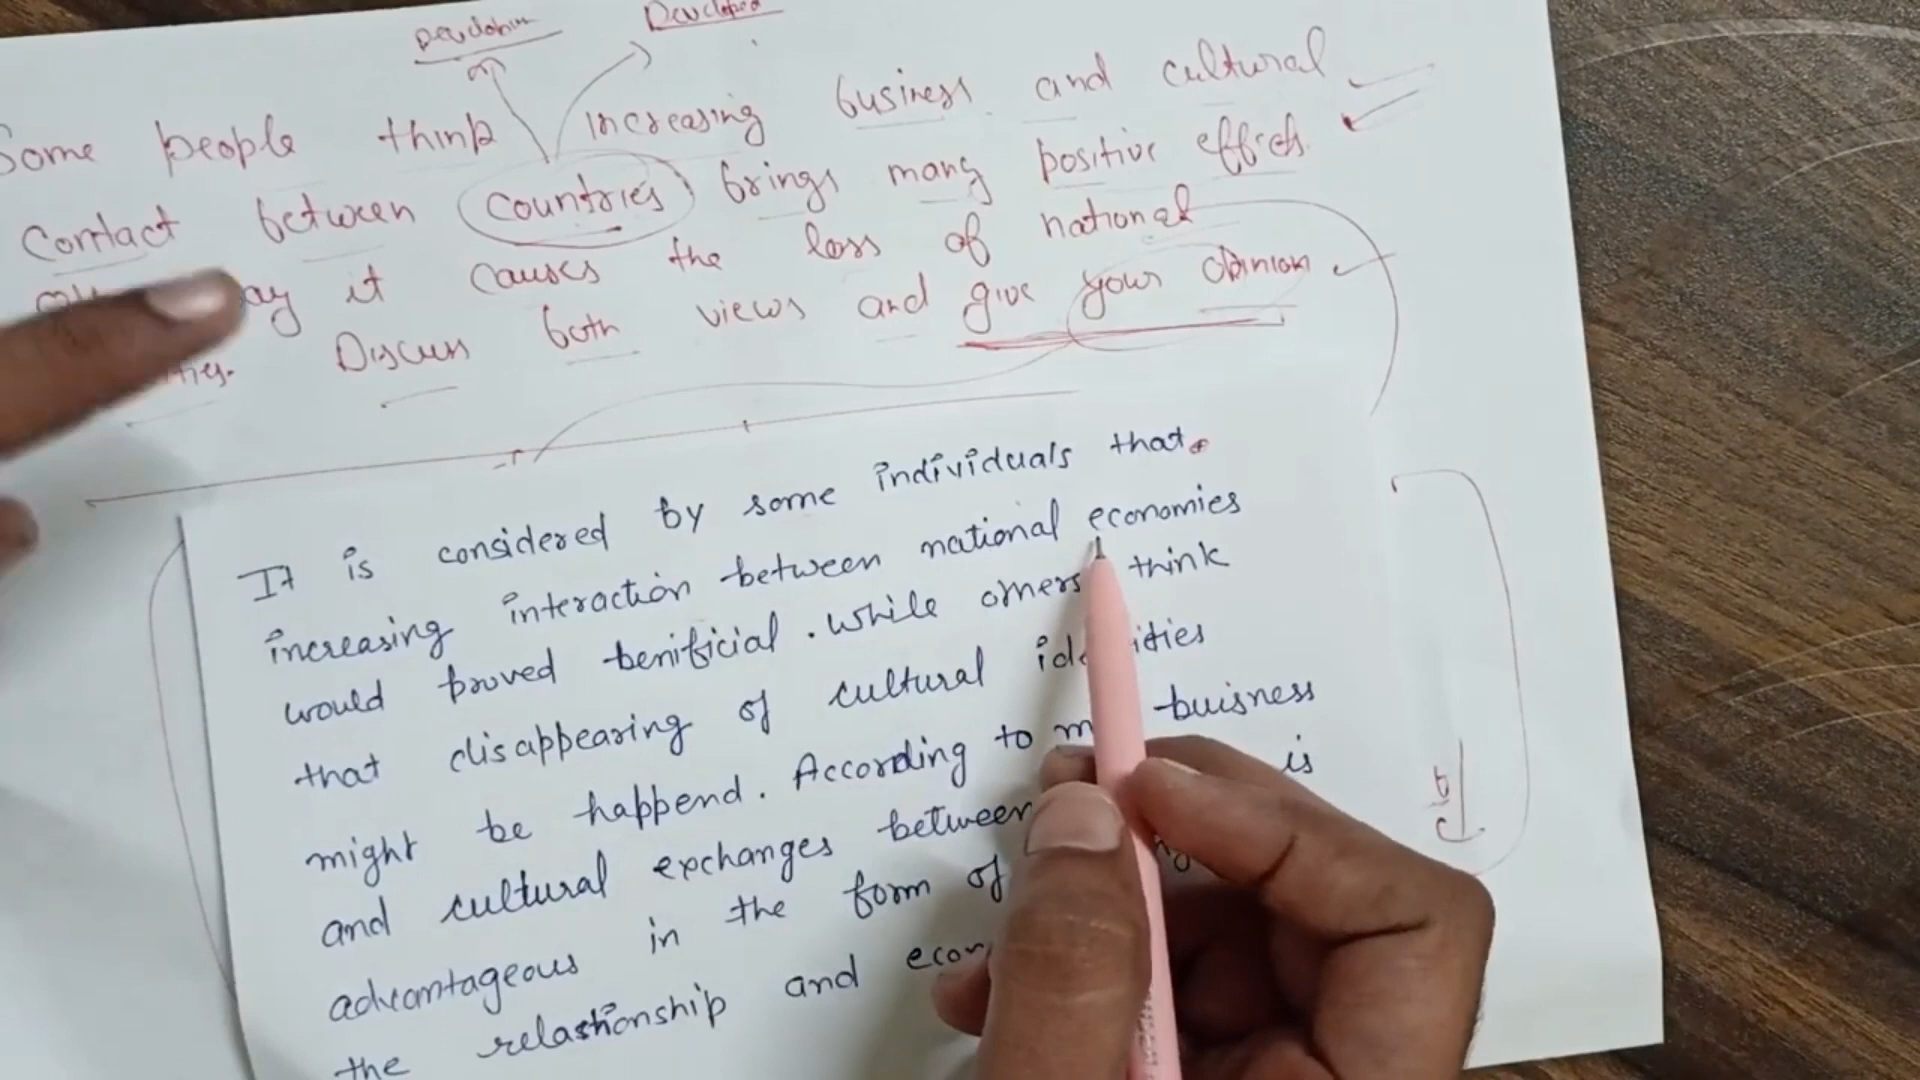 Developed
Some people think increasing business and cultural
contact between countries brings many positive effects.
it causes the loss of national
Discuss both views and give your opinion
It is considered by some individuals that
increasing interaction between national economies
would proved benificial. While others think
that disappearing of cultural
might be happend. According to buisness
and cultural exchanges between is
advantageous in the form of
the relationship and